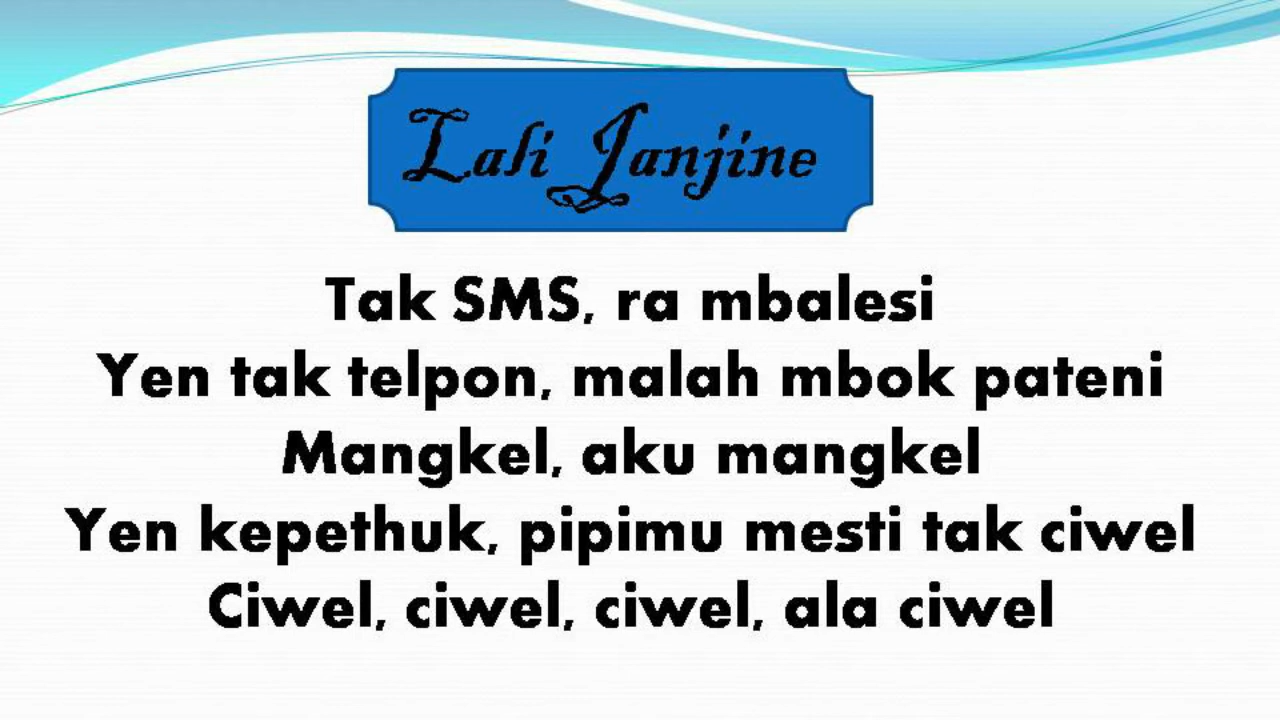 Lali Janjine
Tak SMS, ra mbalesi
Yen tak telpon, malah mbok pateni
Mangkel, aku mangkel
Yen kepethuk, pipimu mesti tak ciwel
Ciwel, ciwel, ciwel, ala ciwel